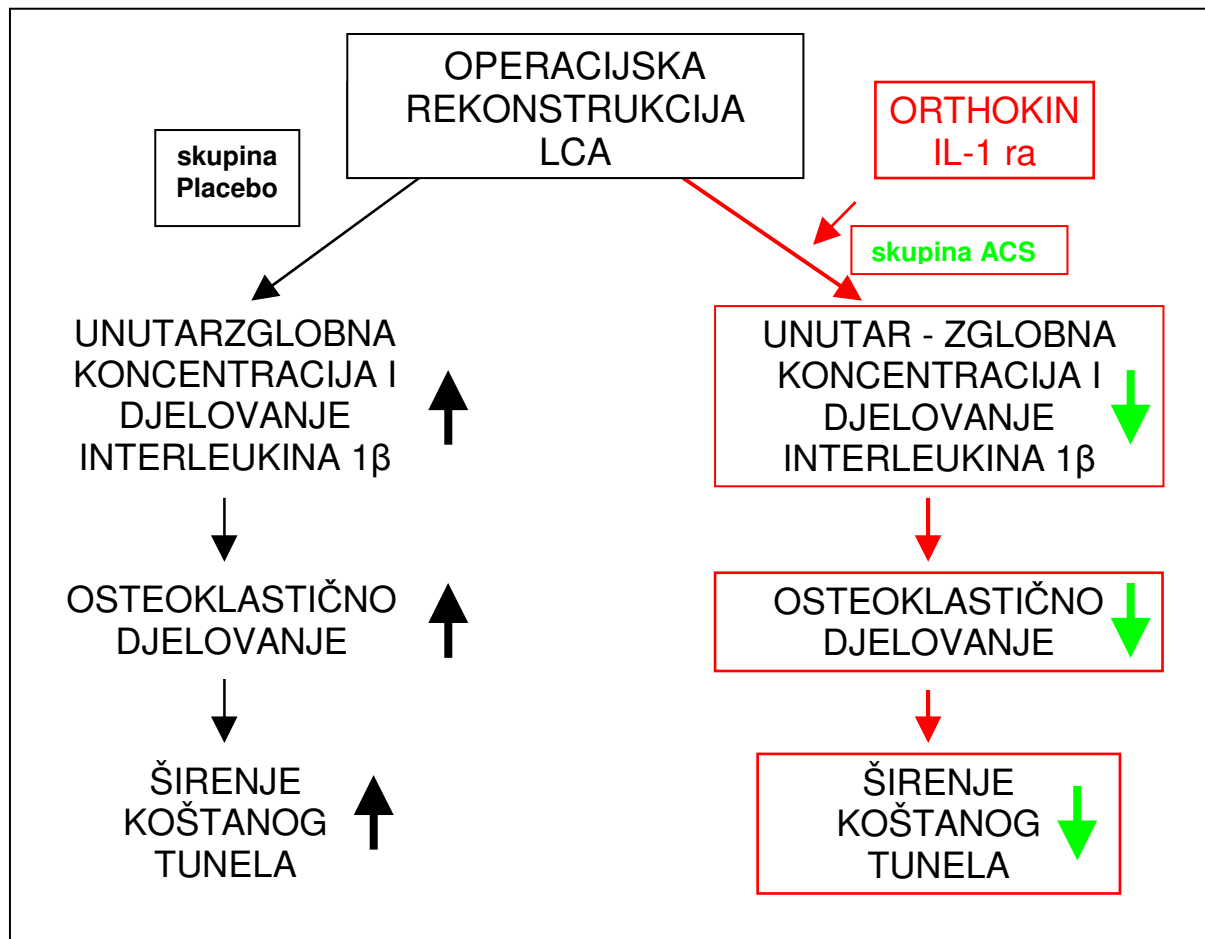 OPERACIJSKA
REKONSTRUKCIJA
LCA
ORTHOKIN
IL-1 ra
skupina
Placebo
skupina ACS
UNUTARZGLOBNA
KONCENTRACIJA I
DJELOVANJE
INTERLEUKINA 1β
UNUTAR - ZGLOBNA
KONCENTRACIJA I
DJELOVANJE
INTERLEUKINA 1β
OSTEOKLASTIČNO
DJELOVANJE
OSTEOKLASTIČNO
DJELOVANJE
ŠIRENJE
KOŠTANOG
TUNELA
ŠIRENJE
KOŠTANOG
TUNELA